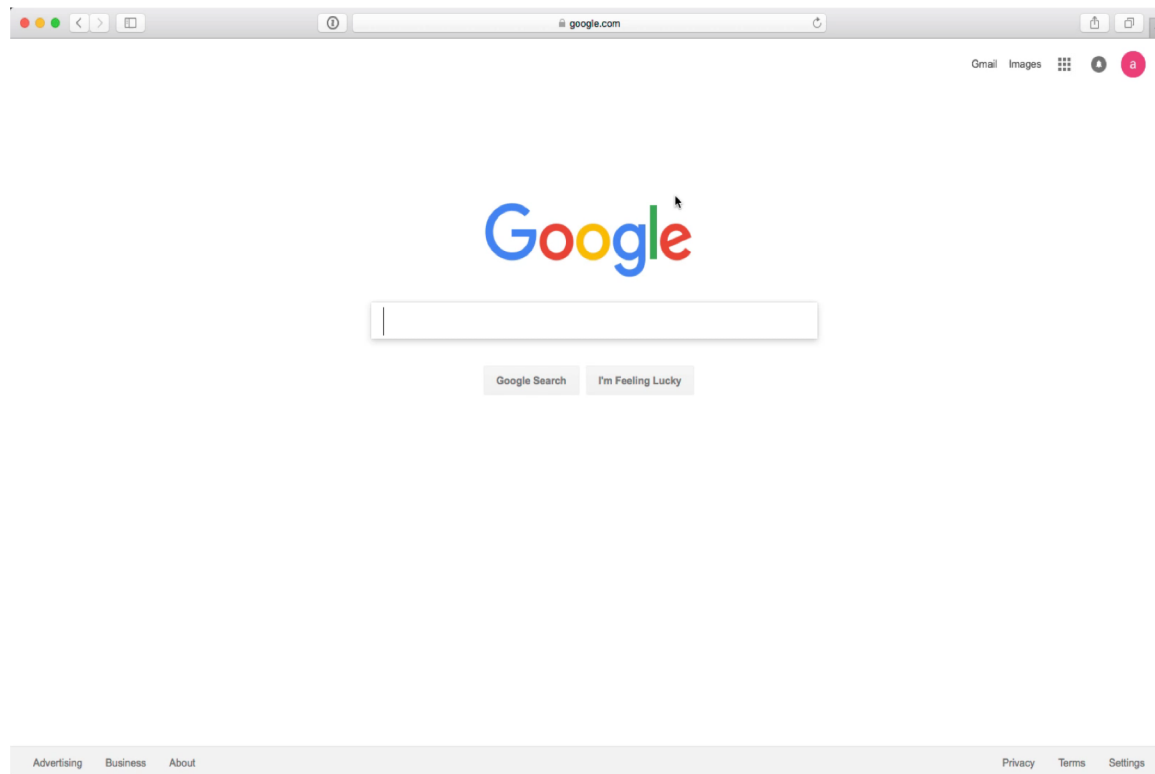 google.com
Gmail Images a
Google
Google Search I'm Feeling Lucky
Advertising Business About Privacy Terms Settings